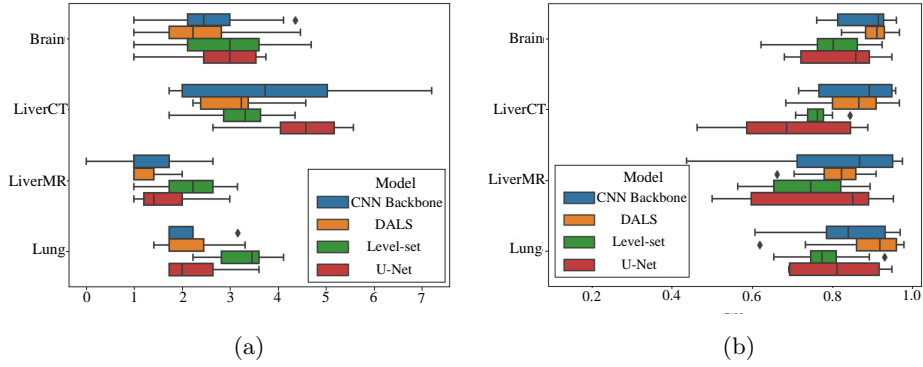 Brain
LiverCT
LiverMR
Lung
Model
CNN Backbone
DALS
Level-set
U-Net
0 1 2 3 4 5 6 7
(a)
Brain
LiverCT
LiverMR
Lung
Model
CNN Backbone
DALS
Level-set
U-Net
0.2 0.4 0.6 0.8 1.0
(b)